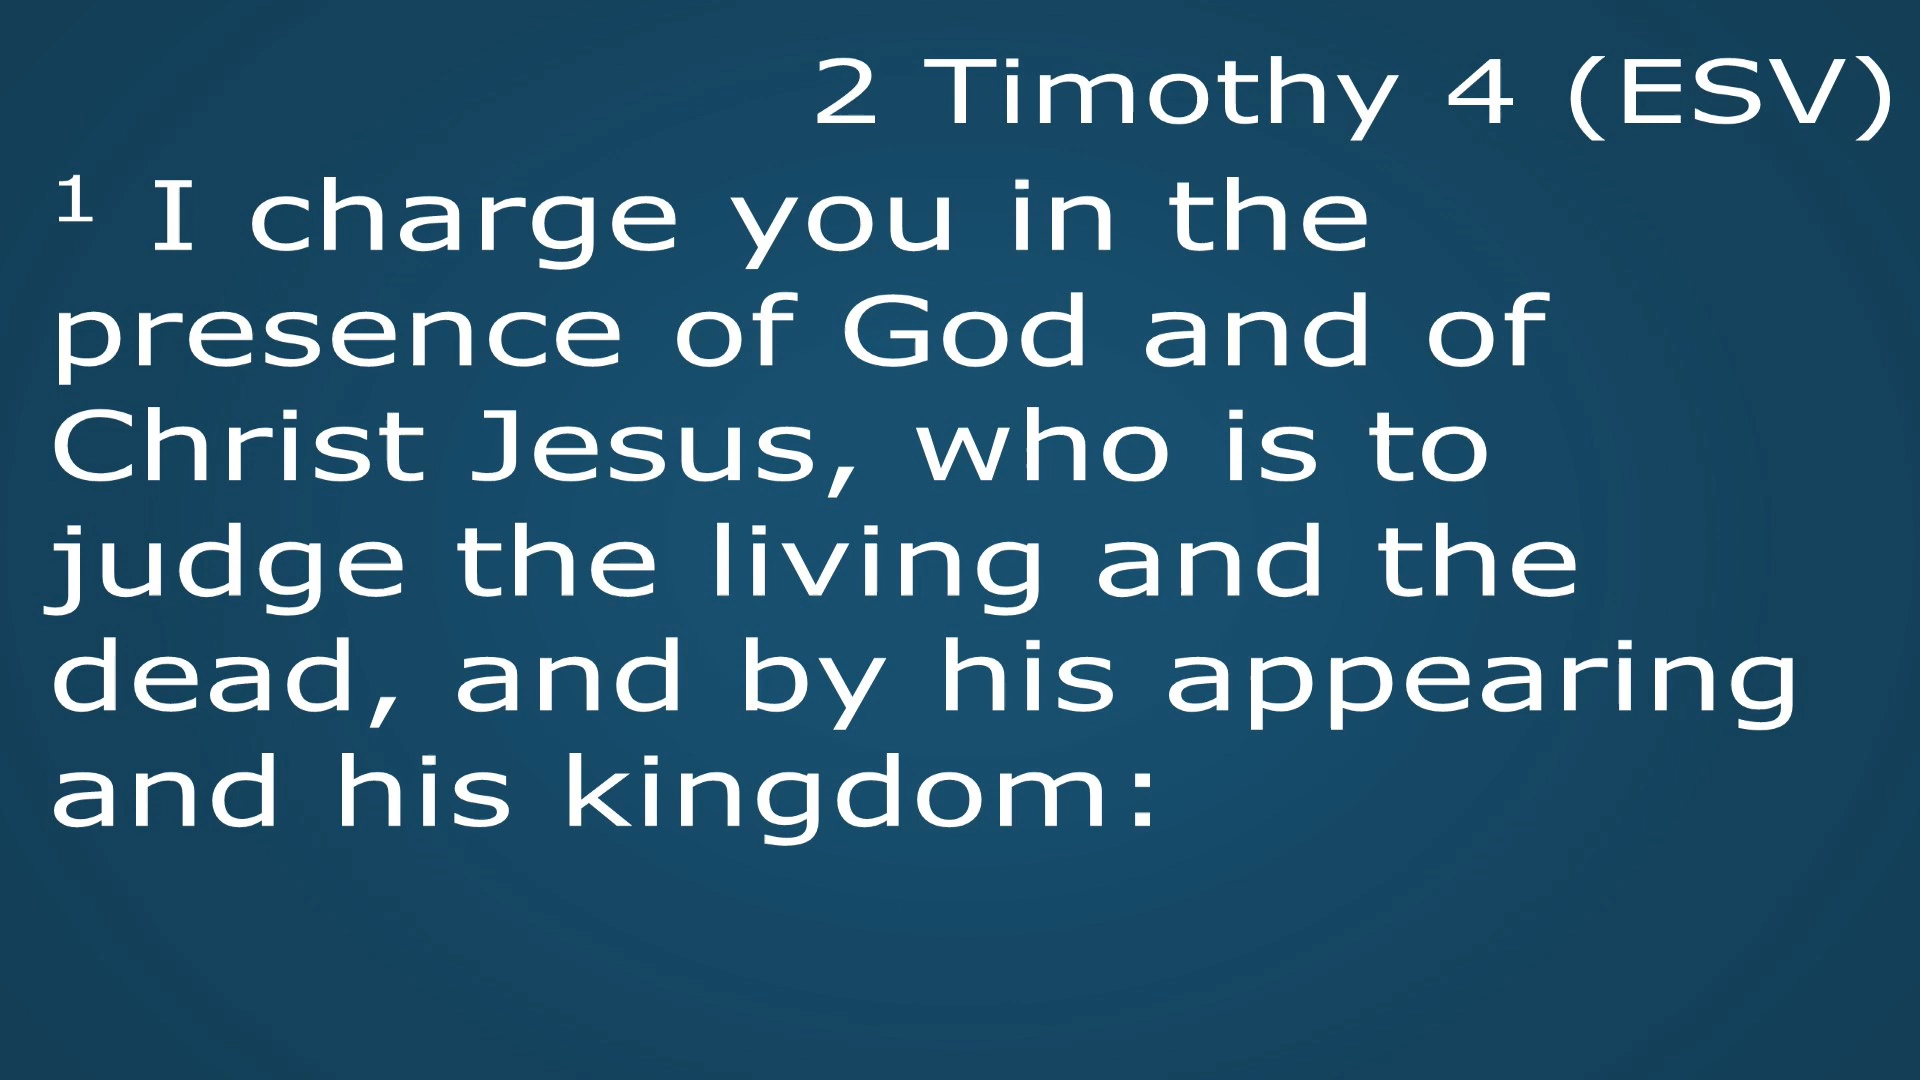 2 Timothy 4 (ESV)
1 I charge you in the
presence of God and of
Christ Jesus, who is to
judge the living and the
dead, and by his appearing
and his kingdom: